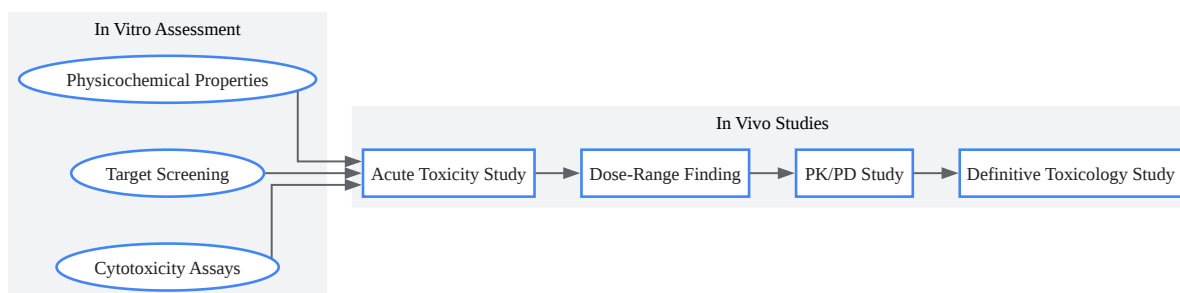 In Vitro Assessment
Physicochemical Properties
Target Screening
Cytotoxicity Assays
In Vivo Studies
Acute Toxicity Study
Dose-Range Finding
PK/PD Study
Definitive Toxicology Study